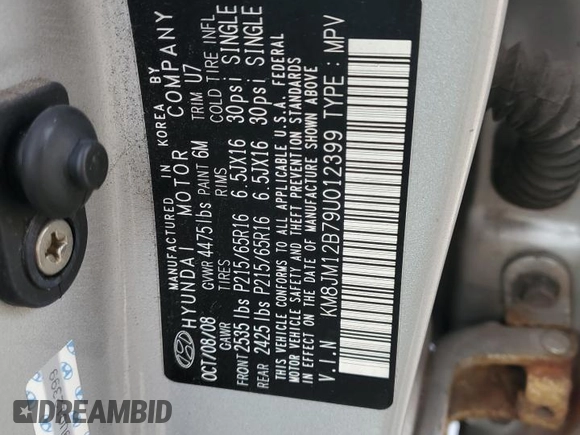 MANUFACTURED IN KOREA BY
HYUNDAI MOTOR COMPANY
OCT/08/08 GVWR 4475 lbs PAINT 6M TRIM U7
GAWR TIRES RIMS COLD TIRE INFL
FRONT 2535 lbs P215/65R16 6.5JX16 30psi SINGLE
REAR 2425 lbs P215/65R16 6.5JX16 30psi SINGLE
THIS VEHICLE CONFORMS TO ALL APPLICABLE U.S.A. FEDERAL
MOTOR VEHICLE SAFETY AND THEFT PREVENTION STANDARDS
IN EFFECT ON THE DATE OF MANUFACTURE SHOWN ABOVE
V.I.N KM8JM12B79U012399 TYPE : MPV
399
DREAMBID